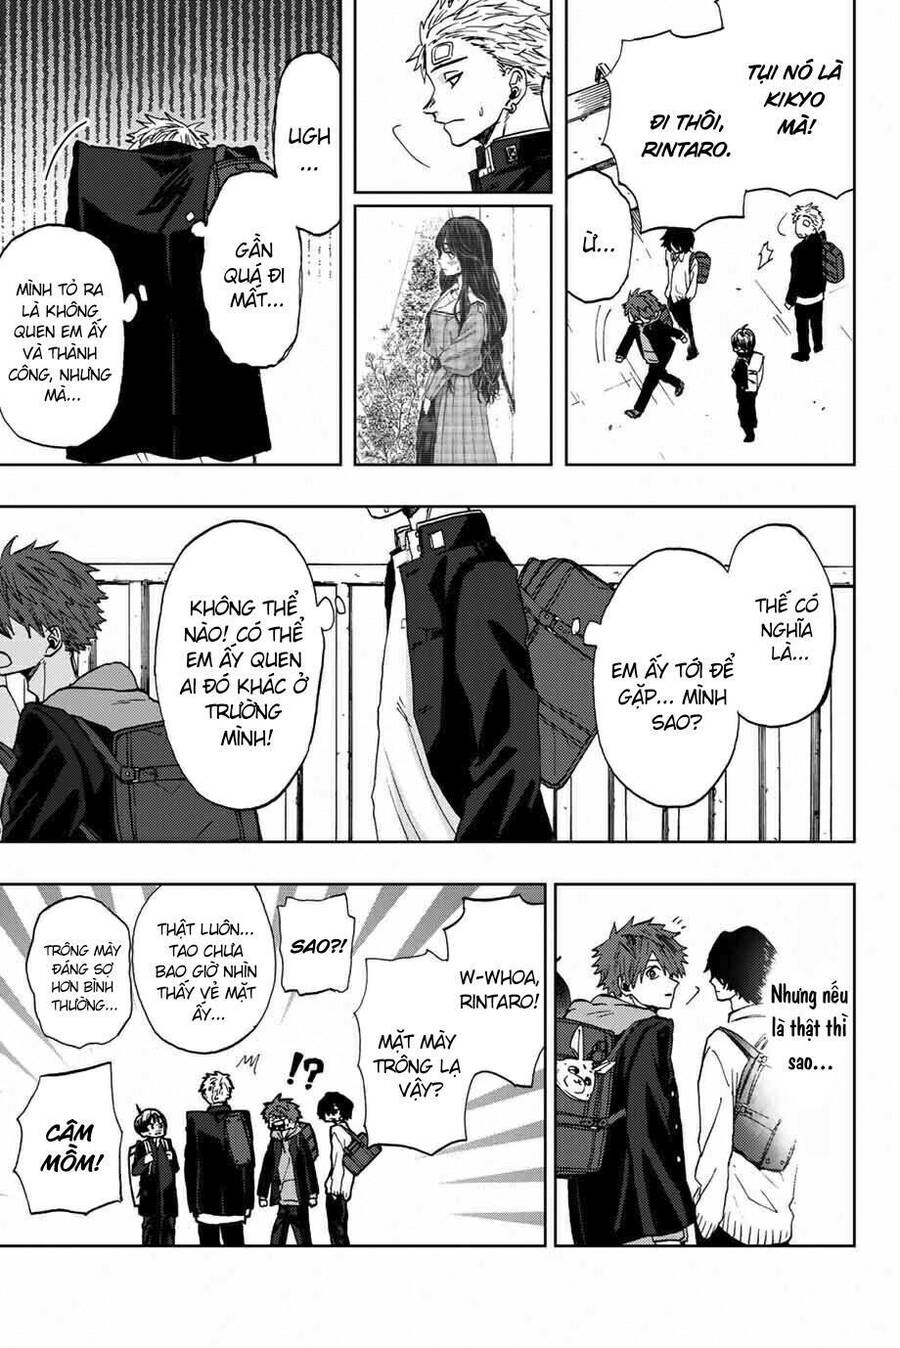 TỤI NÓ LÀ
KIKYO
MÀ!
ĐI THÔI,
RINTARO.
Ừ...
UGH
...
GẦN
QUÁ ĐI
MẤT...
MÌNH TỎ RA
LÀ KHÔNG
QUEN EM ẤY
VÀ THÀNH
CÔNG, NHƯNG
MÀ...
THẾ CÓ
NGHĨA
LÀ...
EM ẤY TỚI ĐỂ
GẶP... MÌNH
SAO?
KHÔNG THỂ
NÀO! CÓ THỂ
EM ẤY QUEN
AI ĐÓ KHÁC Ở
TRƯỜNG
MÌNH!
Nhưng nếu
là thật thì
sao...
W-WHOA,
RINTARO!
MẶT MÀY
TRÔNG LẠ
VẬY?
SAO?!
THẬT LUÔN...
TAO CHƯA
BAO GIỜ NHÌN
THẤY VẺ MẶT
ẤY...
TRÔNG MÀY
ĐÁNG SỢ
HƠN BÌNH
THƯỜNG...
!?
CÂM
MỒM!